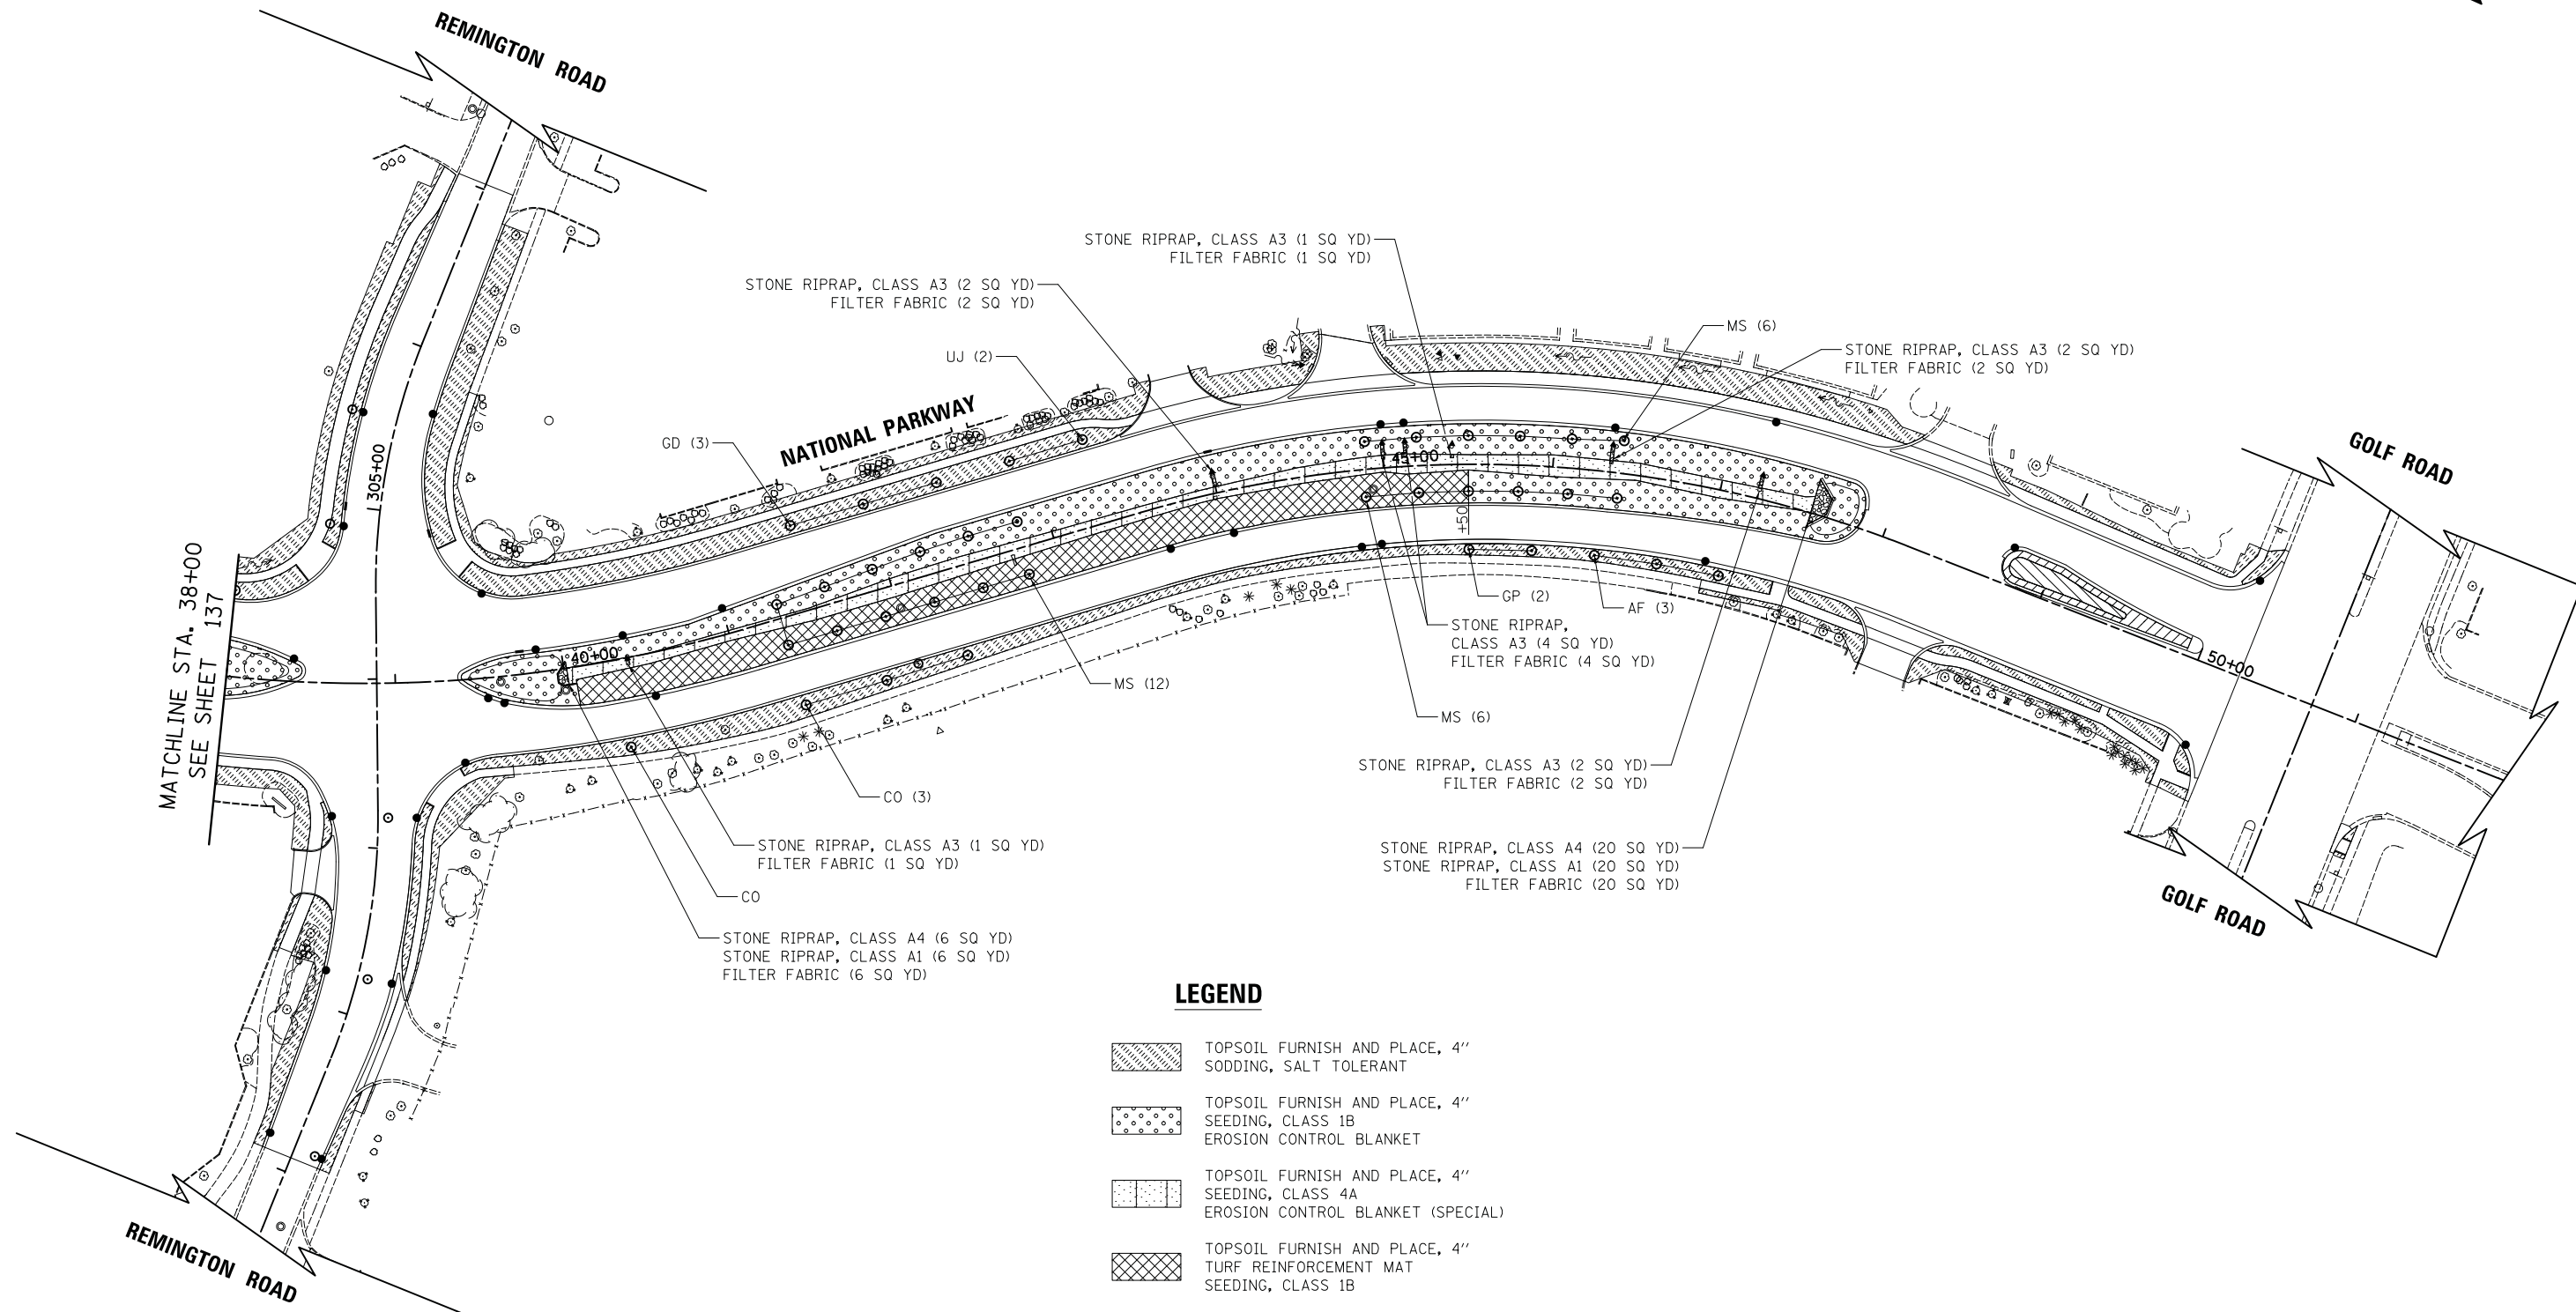 REMINGTON ROAD
STONE RIPRAP, CLASS A3 (1 SQ YD)
FILTER FABRIC (1 SQ YD)
STONE RIPRAP, CLASS A3 (2 SQ YD)
FILTER FABRIC (2 SQ YD)
MS (6)
STONE RIPRAP, CLASS A3 (2 SQ YD)
FILTER FABRIC (2 SQ YD)
UJ (2)
GD (3)
NATIONAL PARKWAY
GOLF ROAD
305+00
45+00
+50
MATCHLINE STA. 38+00
SEE SHEET 137
40+00
GP (2)
AF (3)
STONE RIPRAP,
CLASS A3 (4 SQ YD)
FILTER FABRIC (4 SQ YD)
50+00
MS (12)
MS (6)
STONE RIPRAP, CLASS A3 (2 SQ YD)
FILTER FABRIC (2 SQ YD)
CO (3)
STONE RIPRAP, CLASS A3 (1 SQ YD)
FILTER FABRIC (1 SQ YD)
STONE RIPRAP, CLASS A4 (20 SQ YD)
STONE RIPRAP, CLASS A1 (20 SQ YD)
FILTER FABRIC (20 SQ YD)
CO
GOLF ROAD
STONE RIPRAP, CLASS A4 (6 SQ YD)
STONE RIPRAP, CLASS A1 (6 SQ YD)
FILTER FABRIC (6 SQ YD)
LEGEND
TOPSOIL FURNISH AND PLACE, 4''
SODDING, SALT TOLERANT
TOPSOIL FURNISH AND PLACE, 4''
SEEDING, CLASS 1B
EROSION CONTROL BLANKET
TOPSOIL FURNISH AND PLACE, 4''
SEEDING, CLASS 4A
EROSION CONTROL BLANKET (SPECIAL)
TOPSOIL FURNISH AND PLACE, 4''
TURF REINFORCEMENT MAT
SEEDING, CLASS 1B
REMINGTON ROAD